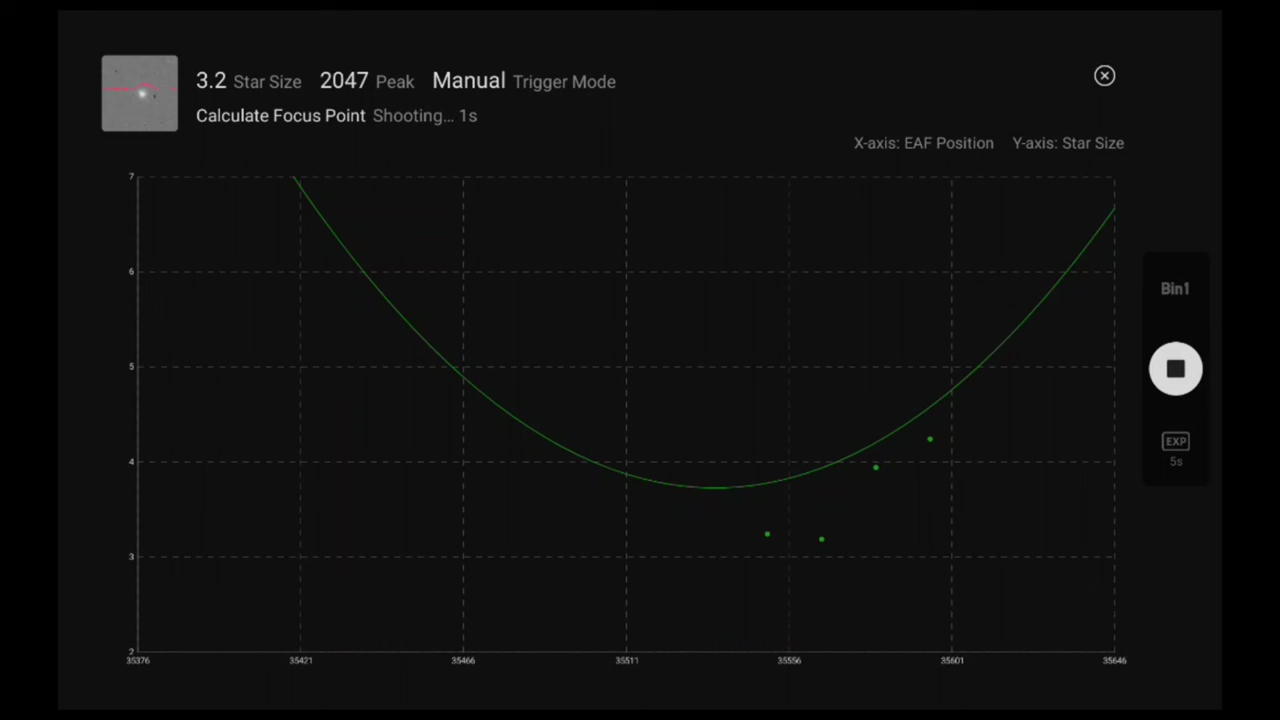 3.2 Star Size 2047 Peak Manual Trigger Mode
Calculate Focus Point Shooting... 1s
X-axis: EAF Position Y-axis: Star Size
7
6
5
4
3
2
35376 35421 35466 35511 35556 35601 35646
Bin1
EXP
5s